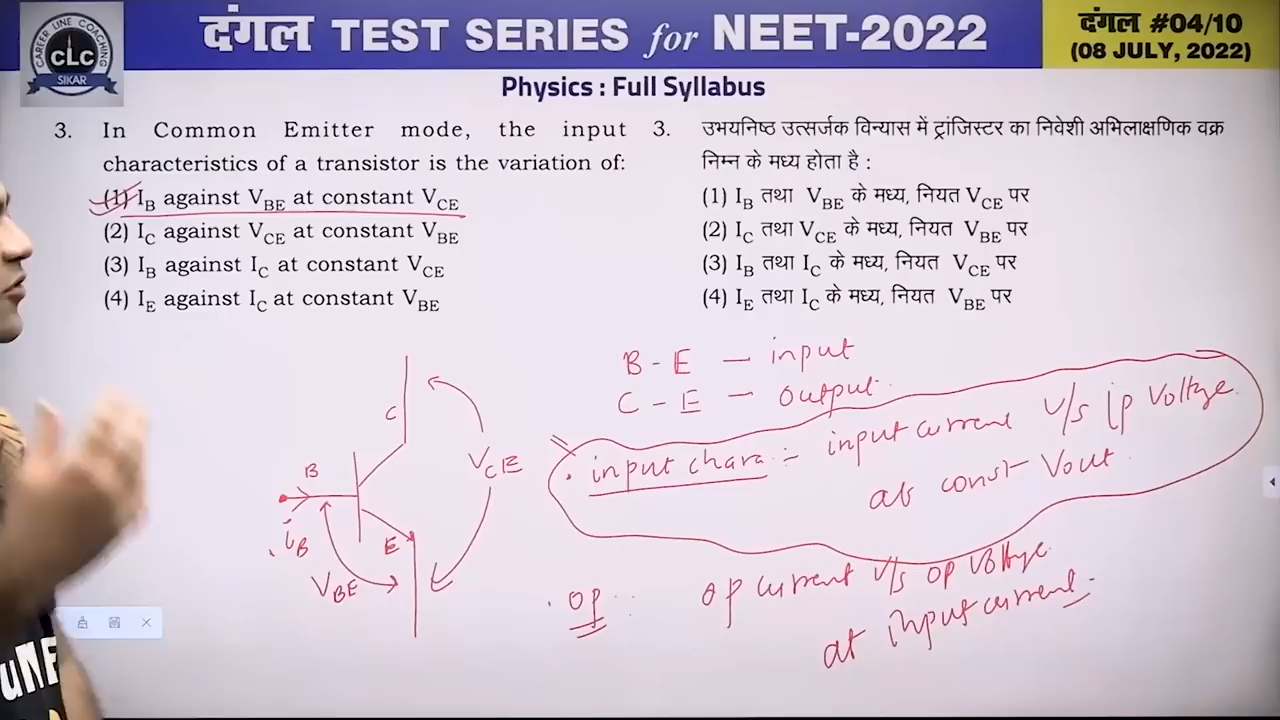 CAREER LINE COACHING
CLC
SIKAR
दंगल TEST SERIES for NEET-2022
दंगल #04/10
(08 JULY, 2022)
Physics : Full Syllabus
3. In Common Emitter mode, the input
characteristics of a transistor is the variation of:
(1) I_B against V_BE at constant V_CE
(2) I_C against V_CE at constant V_BE
(3) I_B against I_C at constant V_CE
(4) I_E against I_C at constant V_BE
3. उभयनिष्ठ उत्सर्जक विन्यास में ट्रांजिस्टर का निवेशी अभिलाक्षणिक वक्र
निम्न के मध्य होता है :
(1) I_B तथा V_BE के मध्य, नियत V_CE पर
(2) I_C तथा V_CE के मध्य, नियत V_BE पर
(3) I_B तथा I_C के मध्य, नियत V_CE पर
(4) I_E तथा I_C के मध्य, नियत V_BE पर
B - E — input
C - E — output
C
V_CE
B
i_B
E
V_BE
input chara :- input current v/s ip voltage
at const Vout
op : op current v/s op voltage
at input current
UNE